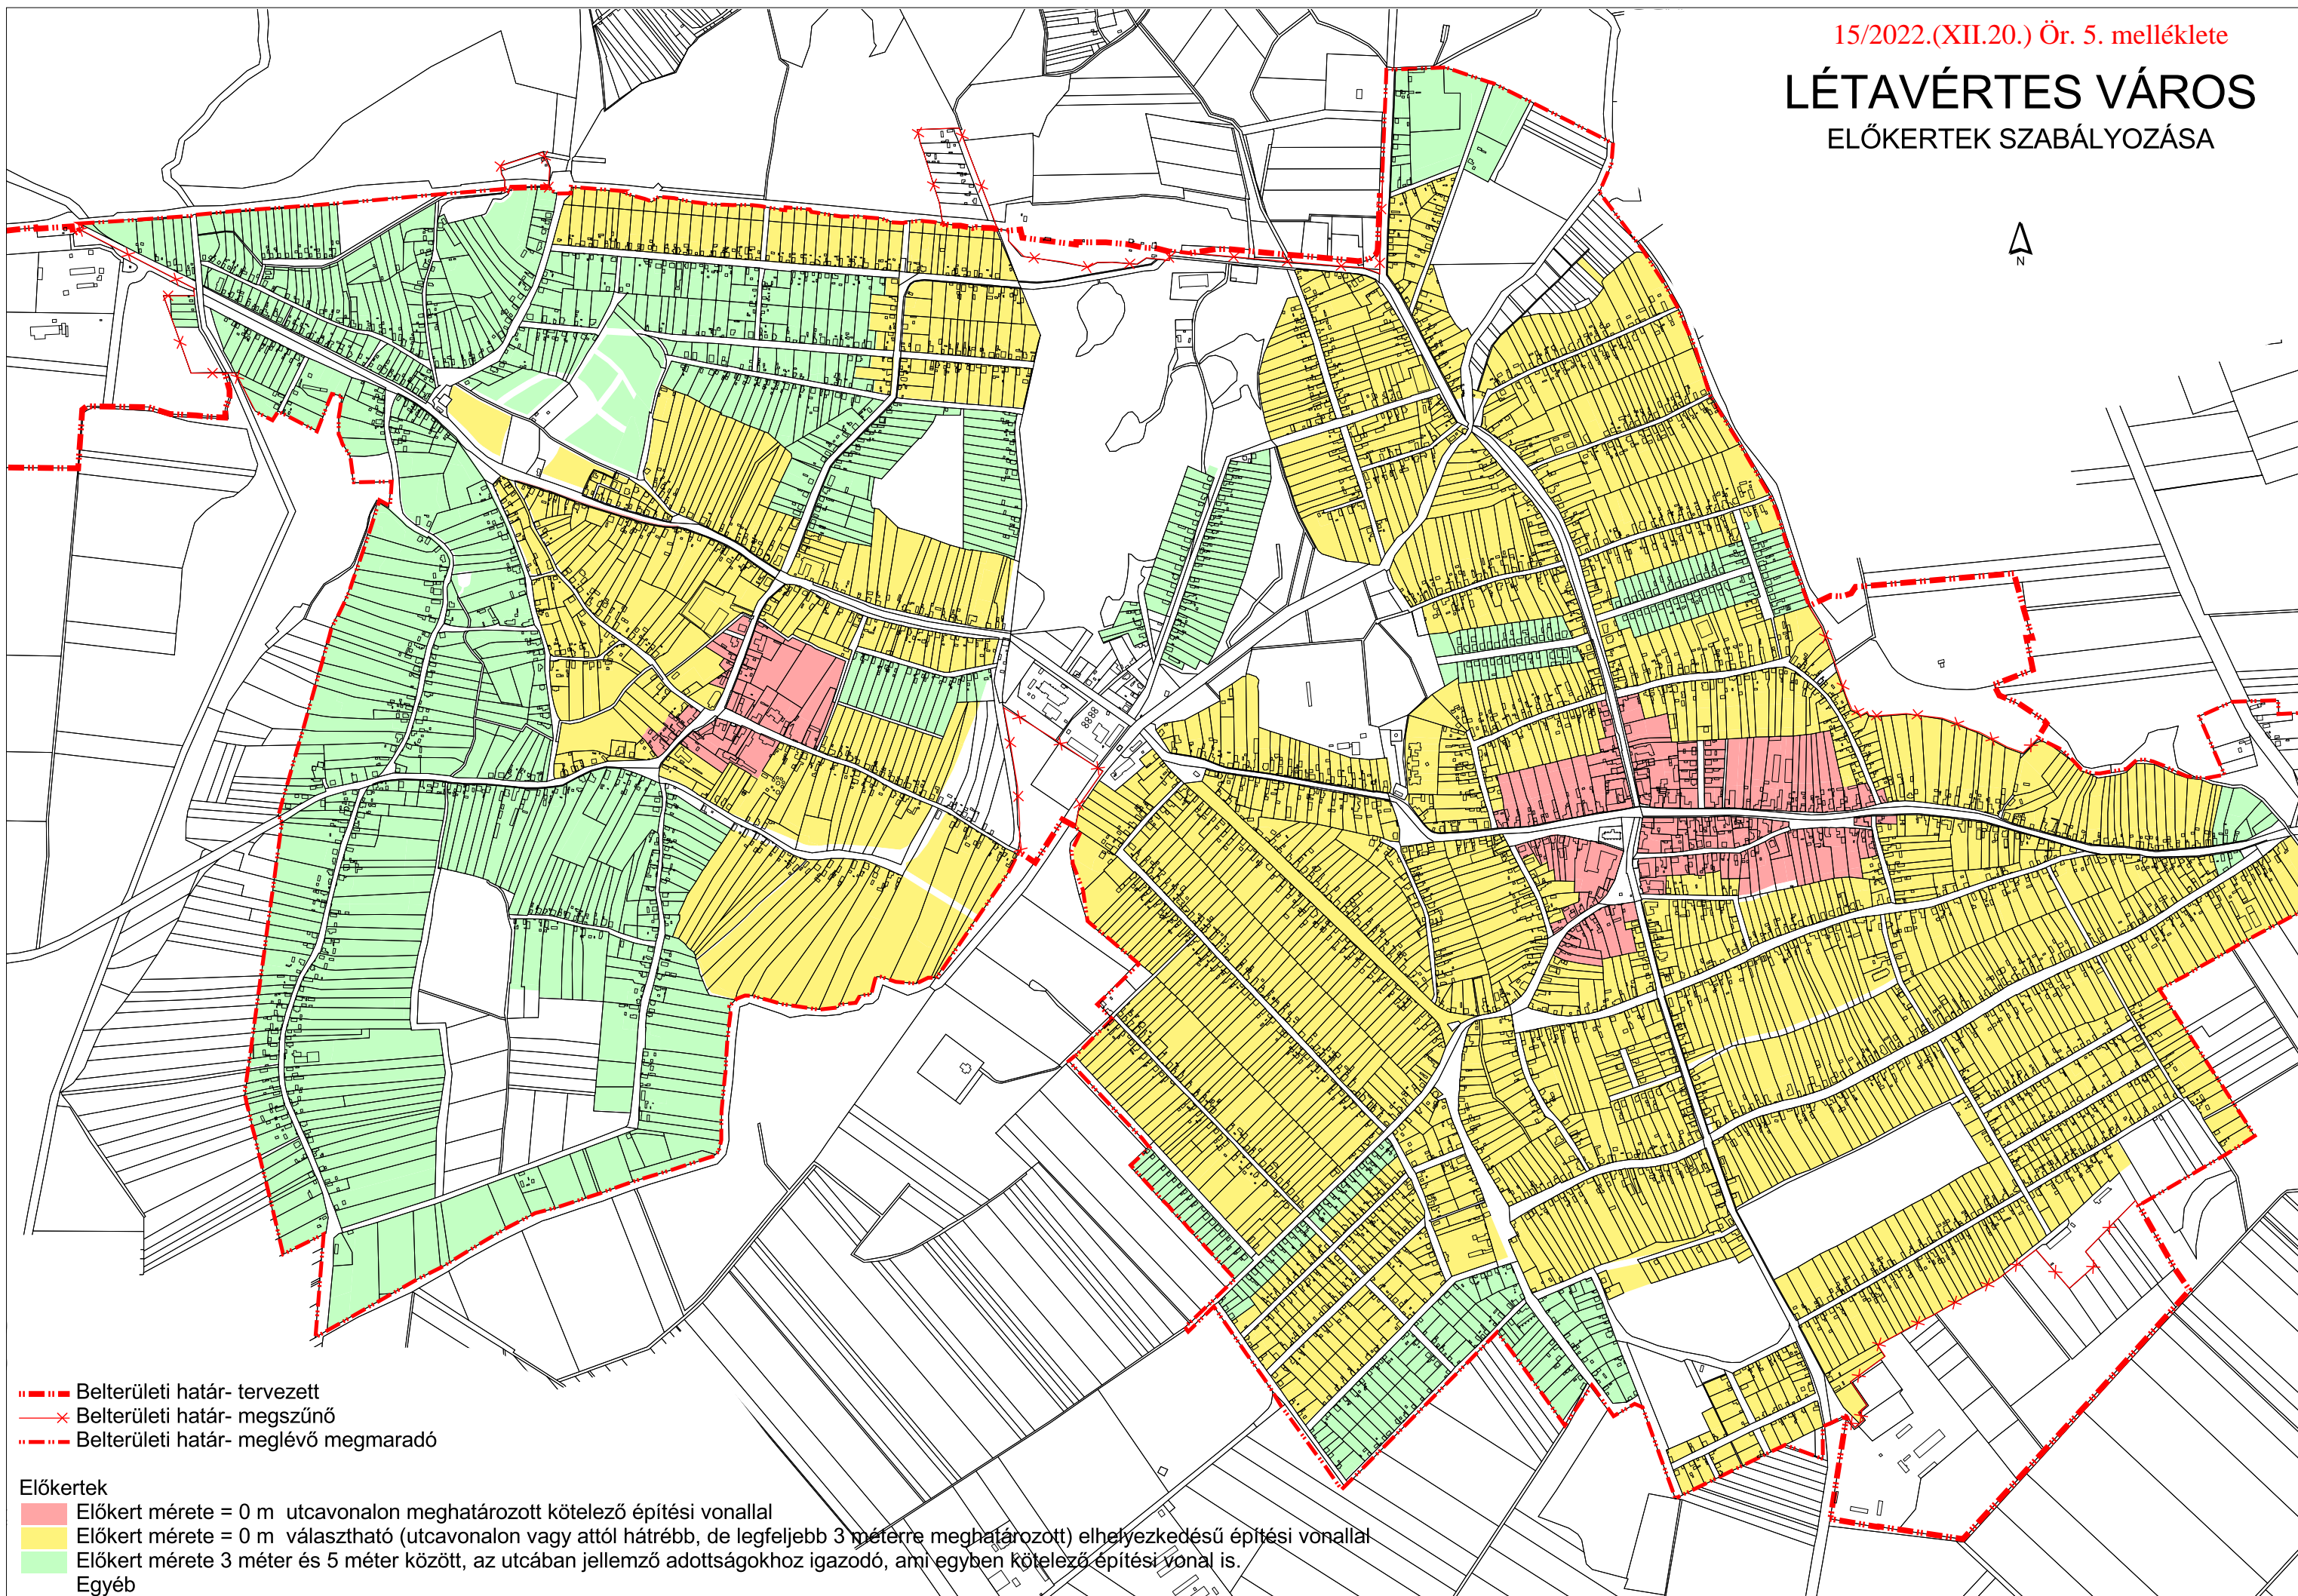 15/2022.(XII.20.) Ör. 5. melléklete
LÉTAVÉRTES VÁROS
ELŐKERTEK SZABÁLYOZÁSA
N
Belterületi határ- tervezett
Belterületi határ- megszűnő
Belterületi határ- meglévő megmaradó
Előkertek
Előkert mérete = 0 m utcavonalon meghatározott kötelező építési vonallal
Előkert mérete = 0 m választható (utcavonalon vagy attól hátrébb, de legfeljebb 3 méterre meghatározott) elhelyezkedésű építési vonallal
Előkert mérete 3 méter és 5 méter között, az utcában jellemző adottságokhoz igazodó, ami egyben kötelező építési vonal is.
Egyéb